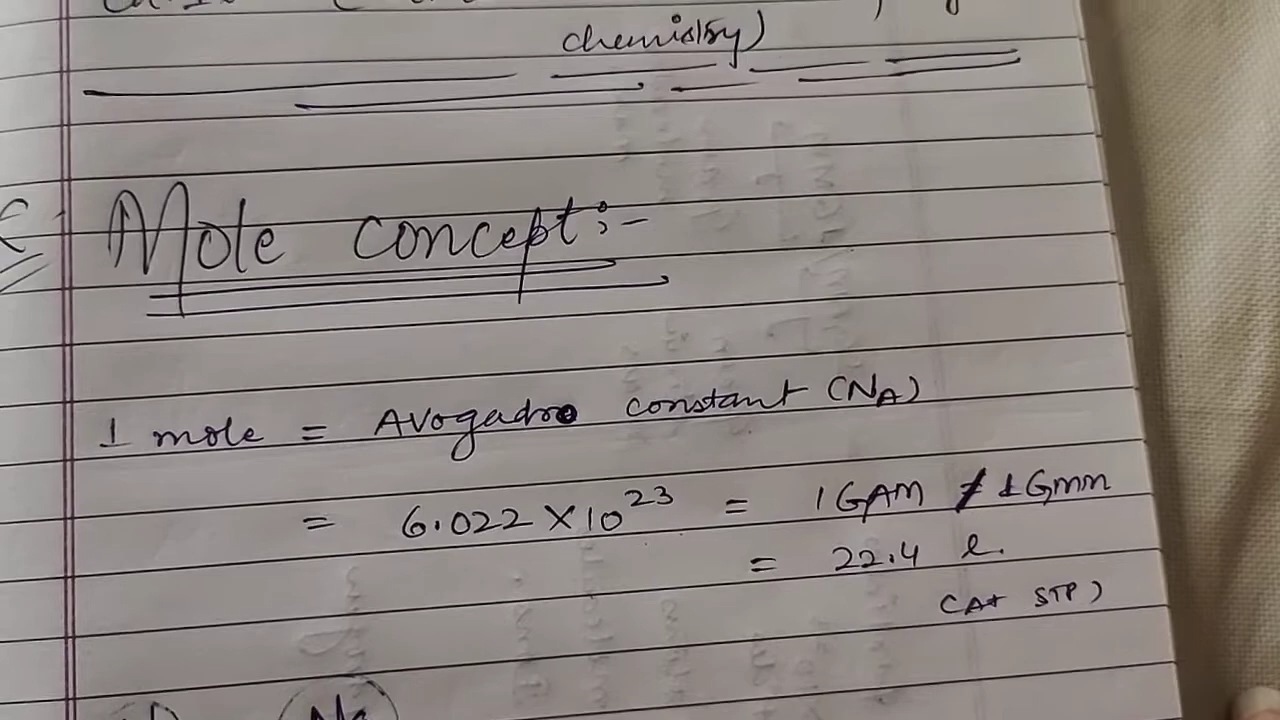 chemistry)
Mole concept:-
1 mole = Avogadro constant (NA)
= 6.022 × 10^23 = 1 GAM / 1 Gmm
= 22.4 l.
(At STP)
Na